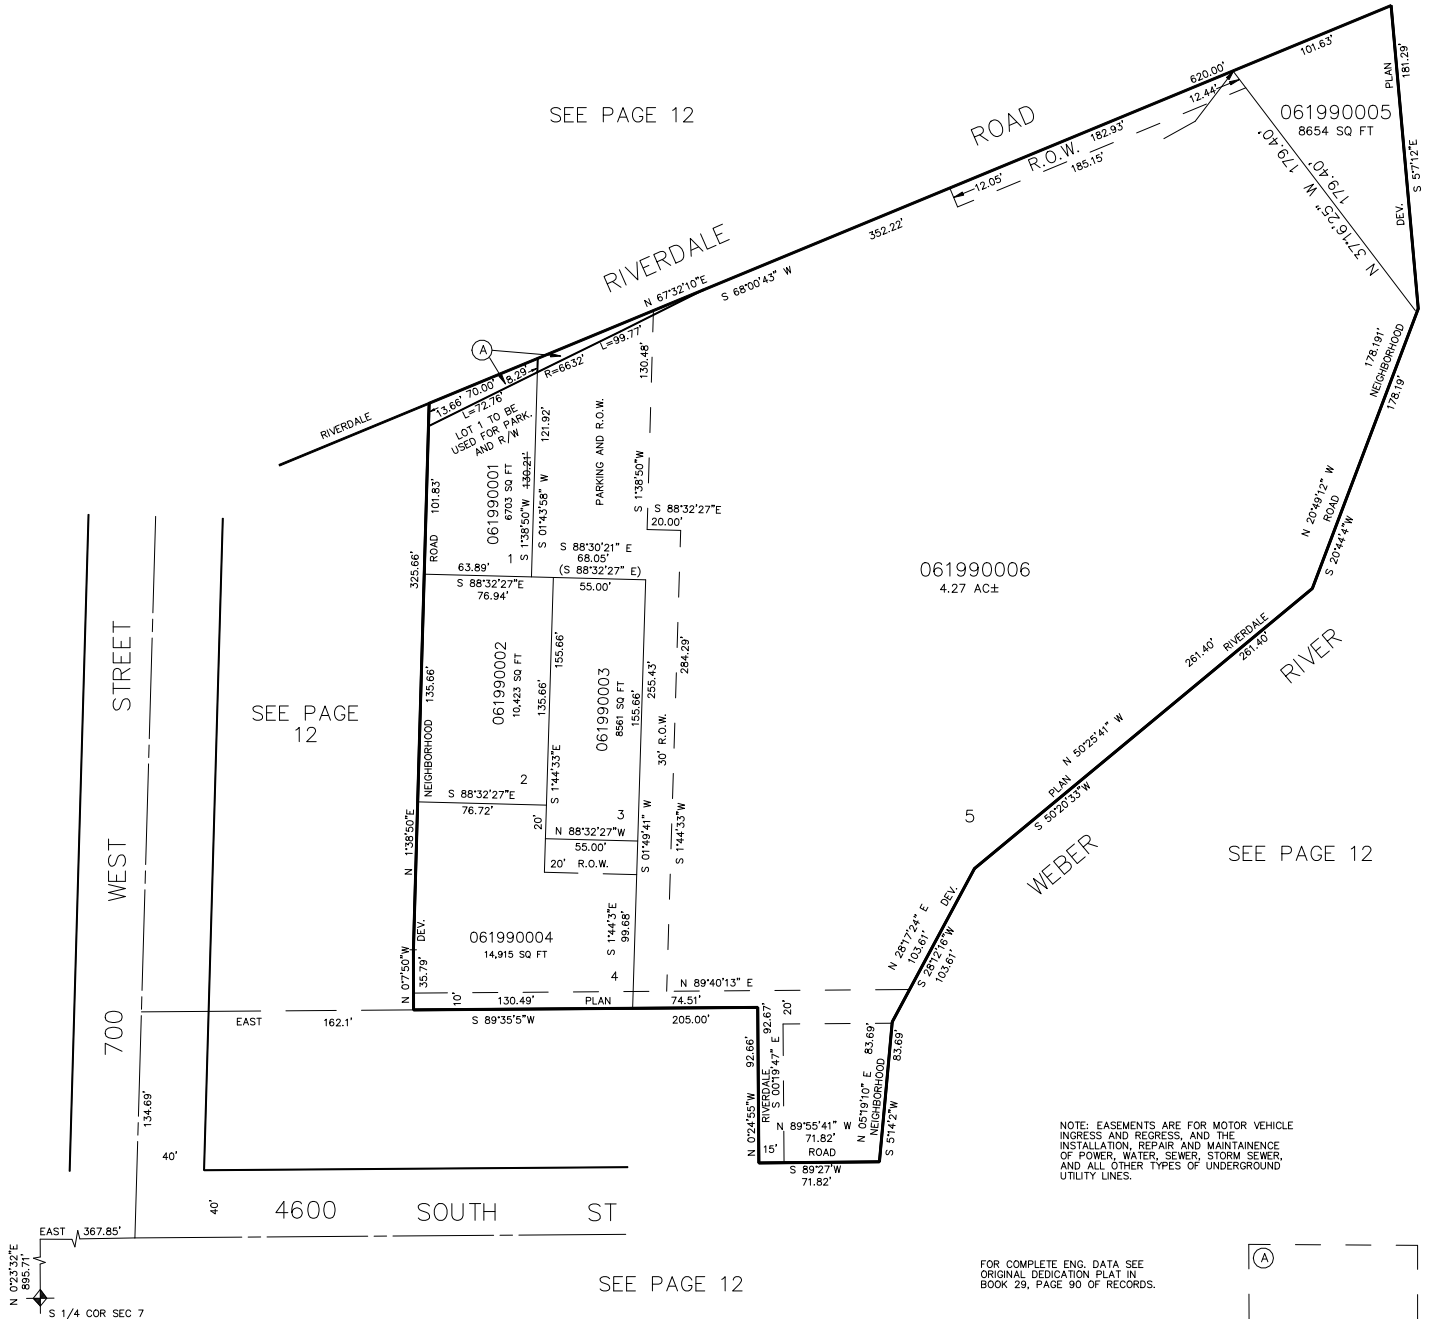 SEE PAGE 12
ROAD
RIVERDALE
620.00'
101.63'
12.44'
PLAN
181.29'
061990005
8654 SQ FT
179.40'
179.40'
N 37°16'25" W
S 5°7'12"E
DEV.
182.93'
R.O.W.
185.15'
12.05'
352.22'
N 67°32'10"E
S 68°00'43" W
A
L=99.77'
R=6632'
8.29'
70.00'
13.66'
L=72.76'
RIVERDALE
LOT 1 TO BE
USED FOR PARK.
AND R/W
130.48'
121.92'
PARKING AND R.O.W.
061990001
6703 SQ FT
S 1°38'50"W 130.21'
S 01°43'58" W
1
101.83'
ROAD
325.66'
S 1°38'50"W
S 88°32'27"E
20.00'
S 88°30'21" E
68.05'
(S 88°32'27" E)
55.00'
63.89'
S 88°32'27"E
76.94'
178.191'
NEIGHBORHOOD
178.19'
N 20°49'12" W
ROAD
S 20°44'4"W
061990006
4.27 AC±
261.40'
RIVERDALE
261.40'
RIVER
STREET
SEE PAGE
12
135.66'
NEIGHBORHOOD
061990002
10,423 SQ FT
155.66'
135.66'
S 1°44'33"E
2
S 88°32'27"E
76.72'
061990003
8561 SQ FT
155.66'
255.43'
284.29'
30' R.O.W.
3
20'
N 88°32'27"W
55.00'
20' R.O.W.
S 01°49'41" W
S 1°44'33"W
N 1°38'50"E
N 50°25'41" W
PLAN
S 50°20'33"W
5
WEBER
SEE PAGE 12
WEST
N 28°17'24" E
103.61'
DEV.
S 28°12'16"W
103.61'
061990004
14,915 SQ FT
S 1°44'3"E
99.68'
4
DEV.
N 0°7'50"W
35.79'
N 89°40'13" E
10'
130.49'
PLAN
74.51'
S 89°35'5"W
205.00'
EAST
162.1'
700
134.69'
92.67'
20'
92.66'
RIVERDALE
S 00°19'47" E
83.69'
83.69'
N 05°19'10" E
NEIGHBORHOOD
S 5°14'2"W
N 0°24'55"W
N 89°55'41" W
71.82'
15'
ROAD
S 89°27'W
71.82'
NOTE: EASEMENTS ARE FOR MOTOR VEHICLE
INGRESS AND REGRESS, AND THE
INSTALLATION, REPAIR AND MAINTAINENCE
OF POWER, WATER, SEWER, STORM SEWER,
AND ALL OTHER TYPES OF UNDERGROUND
UTILITY LINES.
40'
40'
4600 SOUTH ST
EAST 367.85'
N 0°23'32"E
895.71'
S 1/4 COR SEC 7
SEE PAGE 12
FOR COMPLETE ENG. DATA SEE
ORIGINAL DEDICATION PLAT IN
BOOK 29, PAGE 90 OF RECORDS.
A